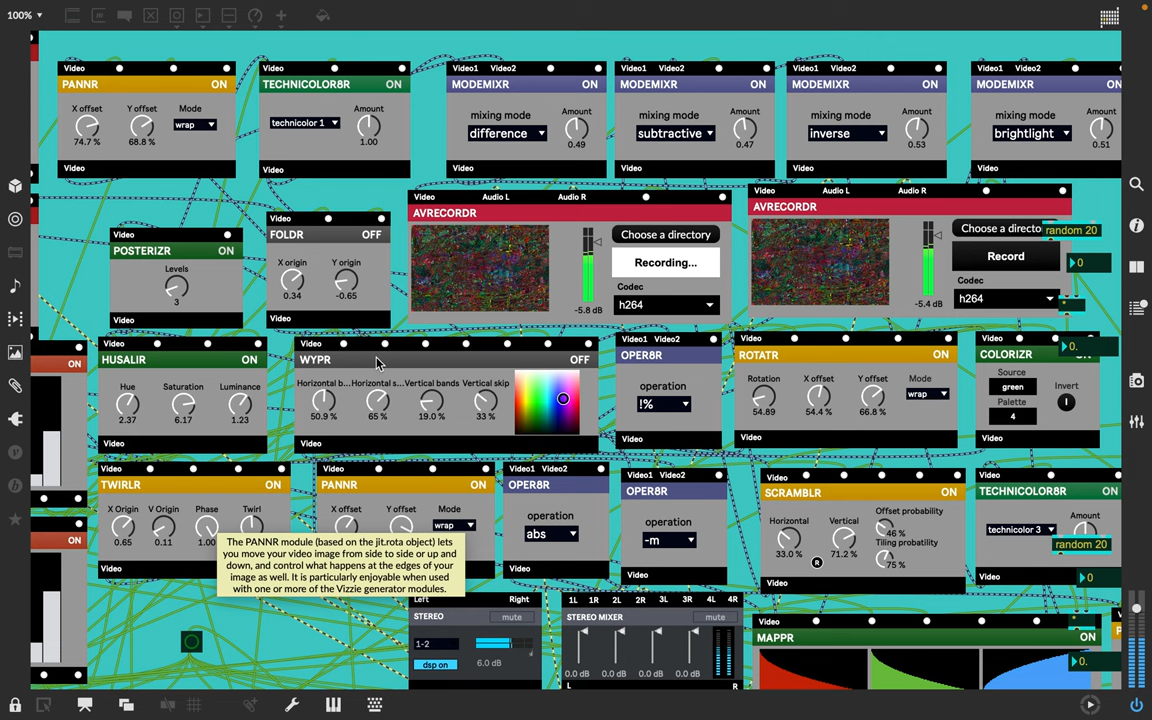 100%
Video
PANNR ON
X offset Y offset Mode
wrap
74.7 % 68.8 %
Video
Video
TECHNICOLOR8R ON
technicolor 1 Amount
1.00
Video
Video1 Video2
MODEMIXR ON
mixing mode Amount
difference
0.49
Video
Video1 Video2
MODEMIXR ON
mixing mode Amount
subtractive
0.47
Video
Video1 Video2
MODEMIXR ON
mixing mode Amount
inverse
0.53
Video
Video1 Video2
MODEMIXR ON
mixing mode Amount
brightlight
0.51
Video
Video
POSTERIZR ON
Levels
3
Video
Video
FOLDR OFF
X origin Y origin
0.34 -0.65
Video
Video Audio L Audio R
AVRECORDR
Choose a directory
Recording...
Codec
h264
-5.8 dB
Video Audio L Audio R
AVRECORDR
Choose a directo
Record
Codec
h264
-5.4 dB
random 20
0
0.
ON
Video
HUSALIR ON
Hue Saturation Luminance
2.37 6.17 1.23
Video
Video
WYPR OFF
Horizontal b... Horizontal s... Vertical bands Vertical skip
50.9 % 65 % 19.0 % 33 %
Video
Video1 Video2
OPER8R
operation
!%
Video
Video
ROTATR ON
Rotation X offset Y offset Mode
wrap
54.89 54.4 % 66.8 %
Video
Video
COLORIZR ON
Source
green
Palette
4
Invert
Video
ON
Video
TWIRLR ON
X Origin V Origin Phase Twirl
0.65 0.11 1.00
Video
Video
PANNR ON
X offset Y offset Mode
wrap
The PANNR module (based on the jit.rota object) lets
you move your video image from side to side or up and
down, and control what happens at the edges of your
image as well. It is particularly enjoyable when used
with one or more of the Vizzie generator modules.
Video1 Video2
OPER8R
operation
abs
Video
Video1 Video2
OPER8R
operation
-m
Video
Video
SCRAMBLR ON
Horizontal Vertical Offset probability
46 %
Tiling probability
33.0 % 71.2 % 75 %
R
Video
Video
TECHNICOLOR8R ON
technicolor 3 Amount
random 20
Video
0
0.
Left Right
STEREO mute
1-2
dsp on 6.0 dB
1L 1R 2L 2R 3L 3R 4L 4R
STEREO MIXER mute
0.0 dB 0.0 dB 0.0 dB 0.0 dB
L R
Video
MAPPR ON